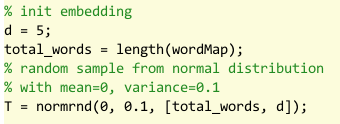 % init embedding
d = 5;
total_words = length(wordMap);
% random sample from normal distribution
% with mean=0, variance=0.1
T = normrnd(0, 0.1, [total_words, d]);